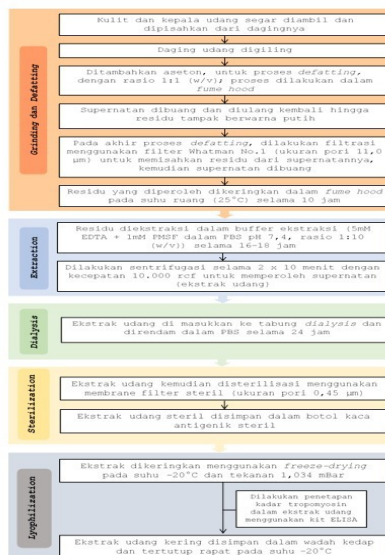 Kulit dan kepala udang segar diambil dan
dipisahkan dari dagingnya
Daging udang digiling
Ditambahkan aseton, untuk proses defatting,
dengan rasio 1:1 (w/v); proses dilakukan dalam
fume hood
Supernatan dibuang dan diulang kembali hingga
residu tampak berwarna putih
Pada akhir proses defatting, dilakukan filtrasi
menggunakan filter Whatman No.1 (ukuran pori 11,0
µm) untuk memisahkan residu dari supernatannya,
kemudian supernatan dibuang
Residu yang diperoleh dikeringkan dalam fume hood
pada suhu ruang (25°C) selama 10 jam
Grinding dan Defatting
Residu diekstraksi dalam buffer ekstraksi (5mM
EDTA + 1mM PMSF dalam PBS pH 7,4, rasio 1:10
(w/v)) selama 16-18 jam
Dilakukan sentrifugasi selama 2 x 10 menit dengan
kecepatan 10.000 rcf untuk memperoleh supernatan
(ekstrak udang)
Extraction
Ekstrak udang di masukkan ke tabung dialysis dan
direndam dalam PBS selama 24 jam
Dialysis
Ekstrak udang kemudian disterilisasi menggunakan
membrane filter steril (ukuran pori 0,45 µm)
Ekstrak udang steril disimpan dalam botol kaca
antigenik steril
Sterilization
Ekstrak dikeringkan menggunakan freeze-drying
pada suhu -20°C dan tekanan 1,034 mBar
Dilakukan penetapan
kadar tropomyosin
dalam ekstrak udang
menggunakan kit ELISA
Ekstrak udang kering disimpan dalam wadah kedap
dan tertutup rapat pada suhu -20°C
Lyophilization